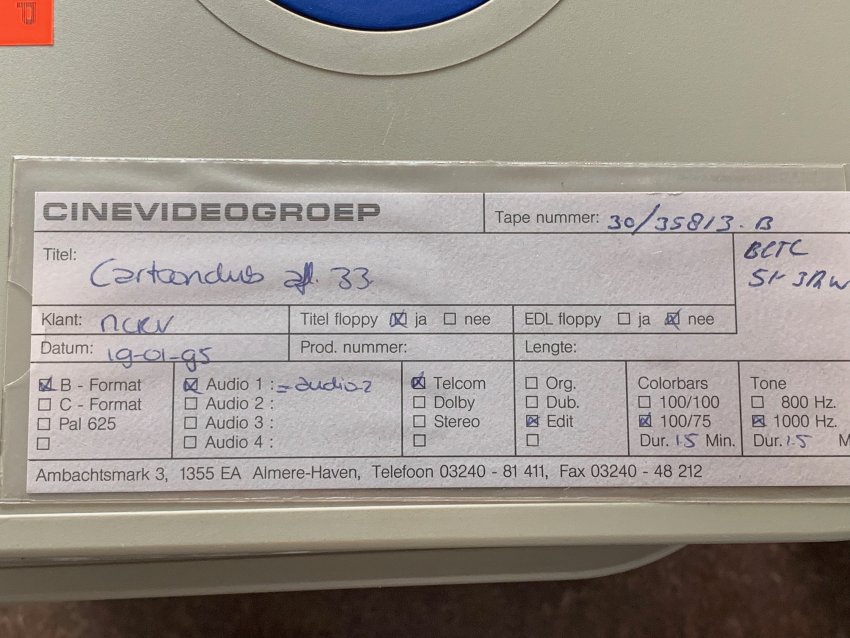 P
CINEVIDEOGROEP
Tape nummer: 30/35813.B
Titel: Cartoondub afl. 33
Klant: NCRV
Titel floppy ☒ ja ☐ nee
EDL floppy ☐ ja ☒ nee
Datum: 19-01-95
Prod. nummer:
Lengte:
☒ B - Format
☐ C - Format
☐ Pal 625
☐
☒ Audio 1 : = audio 2
☐ Audio 2 :
☐ Audio 3 :
☐ Audio 4 :
☒ Telcom
☐ Dolby
☐ Stereo
☐
☐ Org.
☐ Dub.
☒ Edit
☐
Colorbars
☐ 100/100
☒ 100/75
Dur. 1.5 Min.
Tone
☐ 800 Hz.
☒ 1000 Hz.
Dur. 1.5 M
Ambachtsmark 3, 1355 EA Almere-Haven, Telefoon 03240 - 81 411, Fax 03240 - 48 212